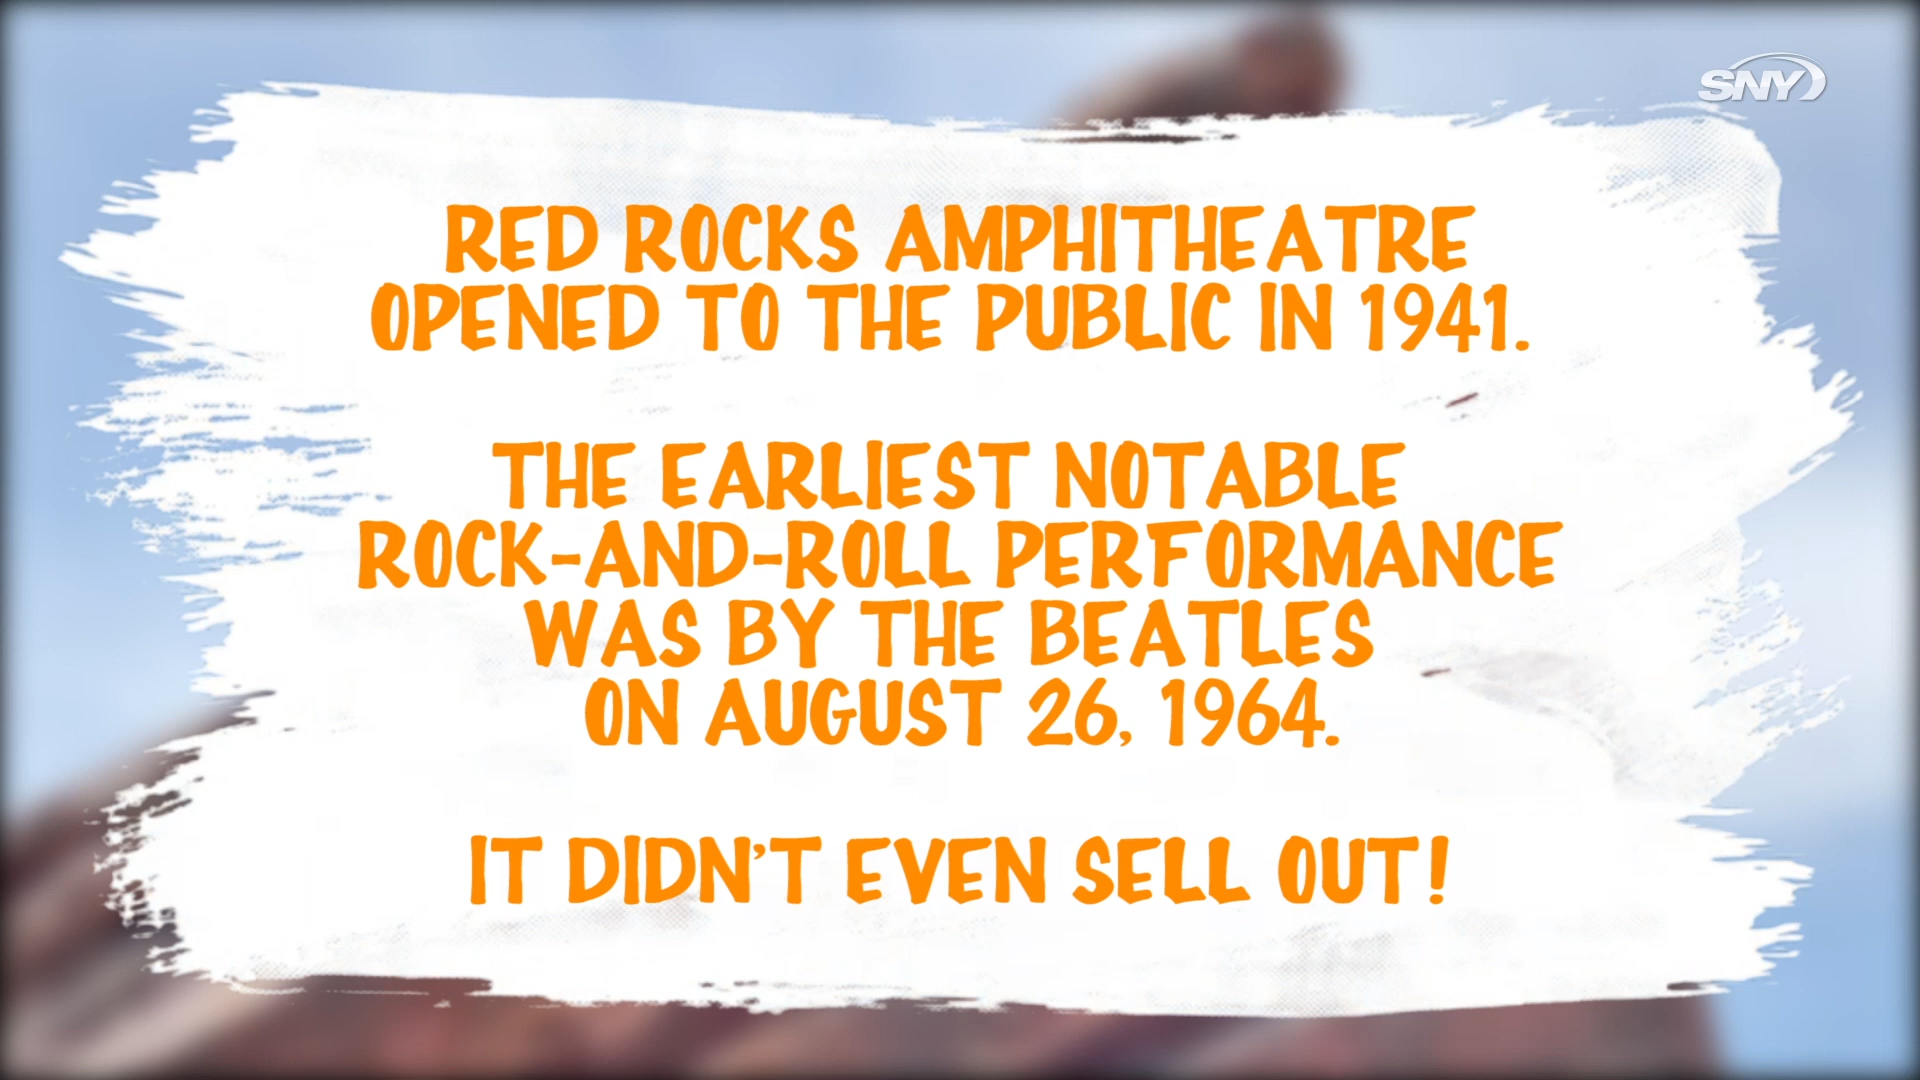 SNY
RED ROCKS AMPHITHEATRE
OPENED TO THE PUBLIC IN 1941.
THE EARLIEST NOTABLE
ROCK-AND-ROLL PERFORMANCE
WAS BY THE BEATLES
ON AUGUST 26, 1964.
IT DIDN'T EVEN SELL OUT!